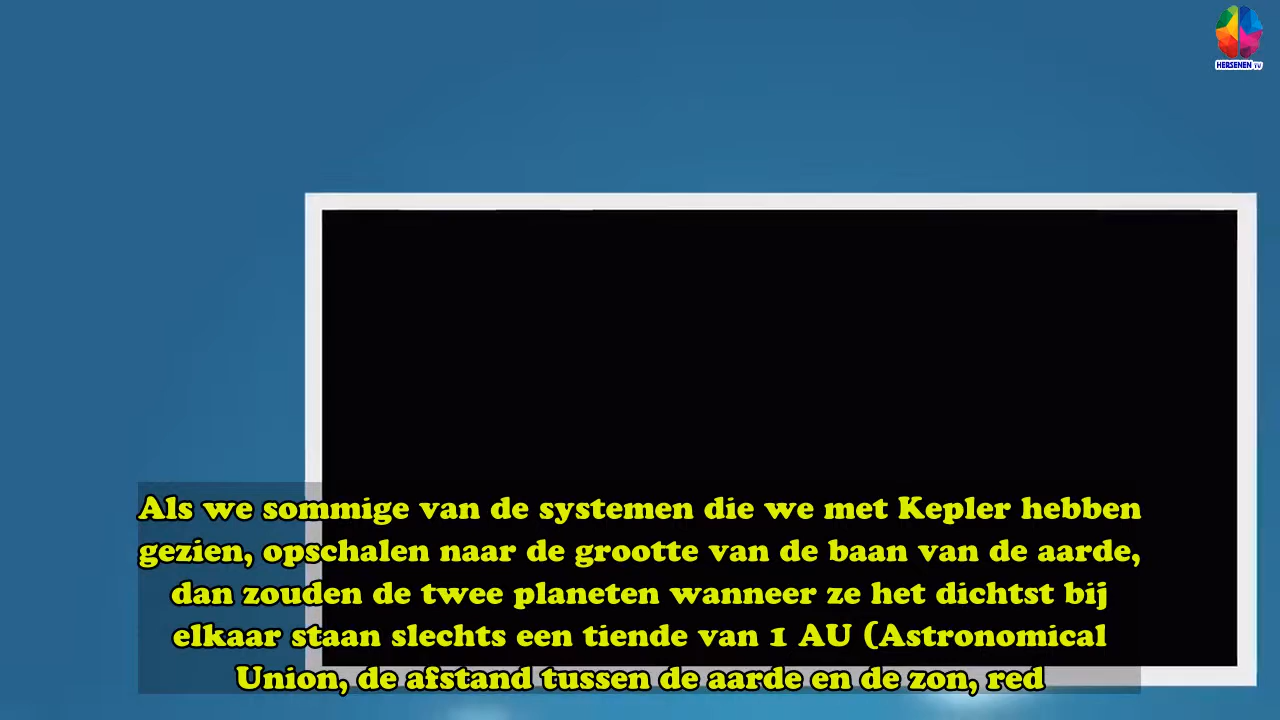 HERSENEN TV
Als we sommige van de systemen die we met Kepler hebben
gezien, opschalen naar de grootte van de baan van de aarde,
dan zouden de twee planeten wanneer ze het dichtst bij
elkaar staan slechts een tiende van 1 AU (Astronomical
Union, de afstand tussen de aarde en de zon, red